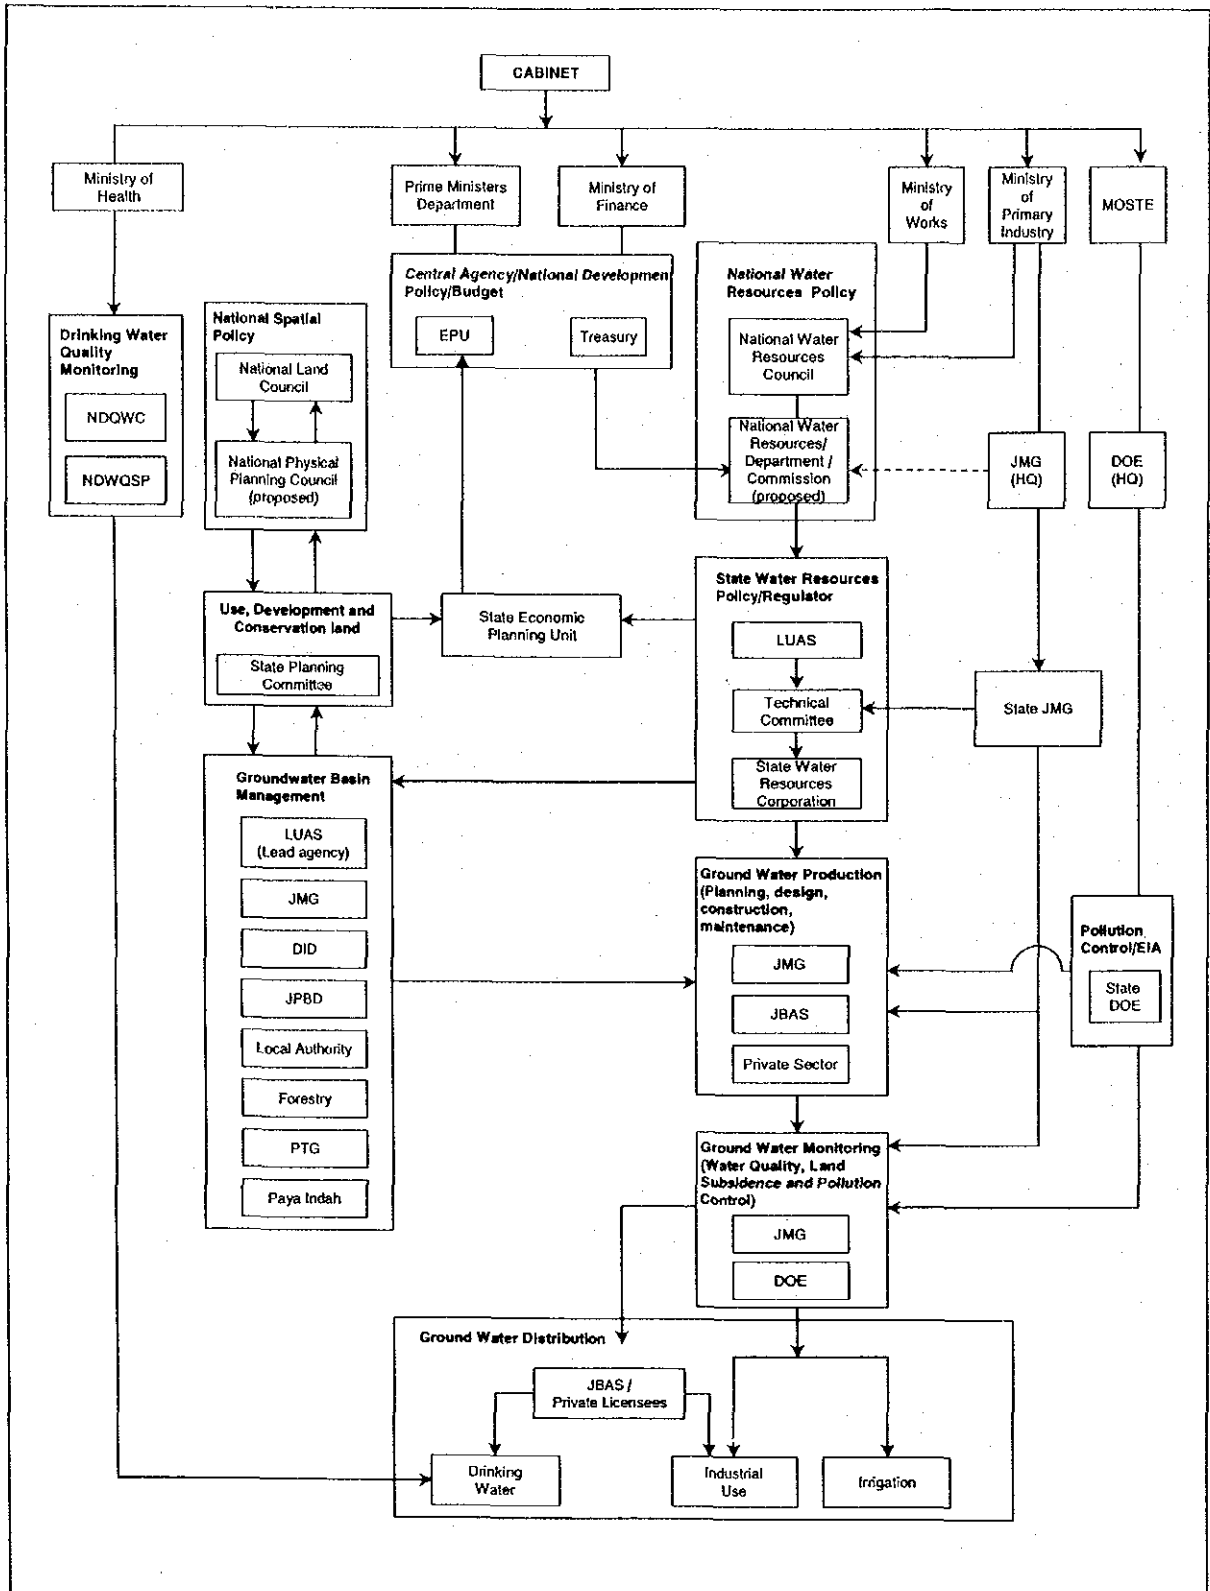 CABINET
Ministry of
Health
Prime Ministers
Department
Ministry of
Finance
Ministry
of
Works
Ministry
of
Primary
Industry
MOSTE
Central Agency/National Development
Policy/Budget
EPU
Treasury
National Water
Resources Policy
National Water
Resources
Council
National Water
Resources/
Department /
Commission
(proposed)
JMG
(HQ)
DOE
(HQ)
Drinking Water
Quality
Monitoring
NDQWC
NDWQSP
National Spatial
Policy
National Land
Council
National Physical
Planning Council
(proposed)
Use, Development and
Conservation land
State Planning
Committee
State Economic
Planning Unit
State Water Resources
Policy/Regulator
LUAS
Technical
Committee
State Water
Resources
Corporation
State JMG
Groundwater Basin
Management
LUAS
(Lead agency)
JMG
DID
JPBD
Local Authority
Forestry
PTG
Paya Indah
Ground Water Production
(Planning, design,
construction,
maintenance)
JMG
JBAS
Private Sector
Pollution
Control/EIA
State
DOE
Ground Water Monitoring
(Water Quality, Land
Subsidence and Pollution
Control)
JMG
DOE
Ground Water Distribution
JBAS /
Private Licensees
Drinking
Water
Industrial
Use
Irrigation